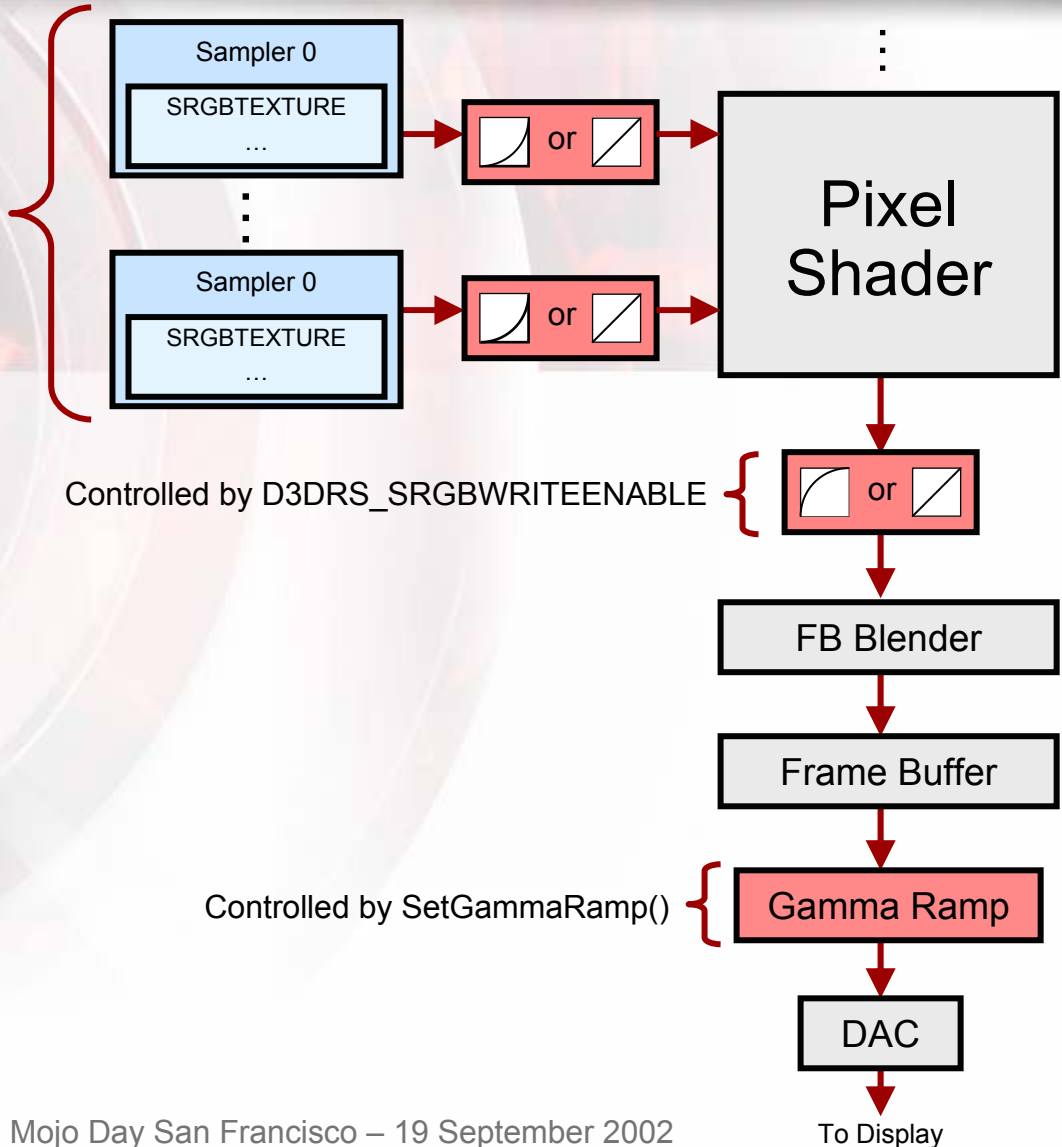 Sampler 0
SRGBTEXTURE
…
or
Pixel
Shader
Sampler 0
SRGBTEXTURE
…
or
Controlled by D3DRS_SRGBWRITEENABLE
or
FB Blender
Frame Buffer
Controlled by SetGammaRamp()
Gamma Ramp
DAC
Mojo Day San Francisco – 19 September 2002
To Display